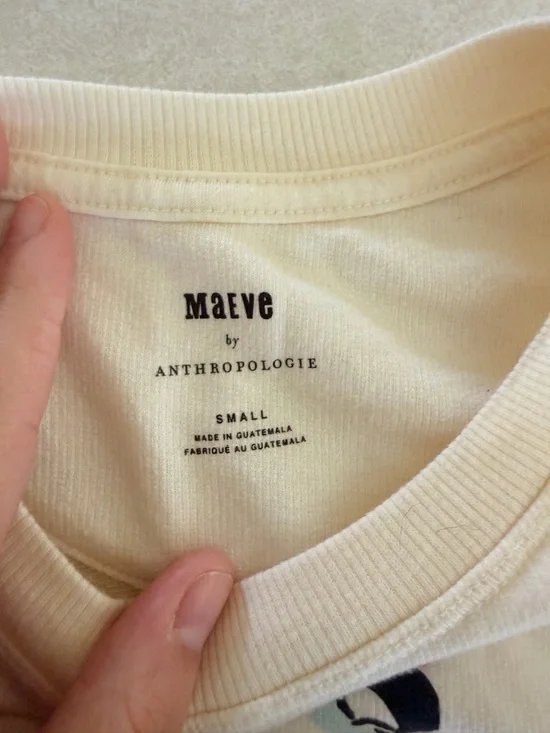 MaEve
by
ANTHROPOLOGIE
SMALL
MADE IN GUATEMALA
FABRIQUÉ AU GUATEMALA